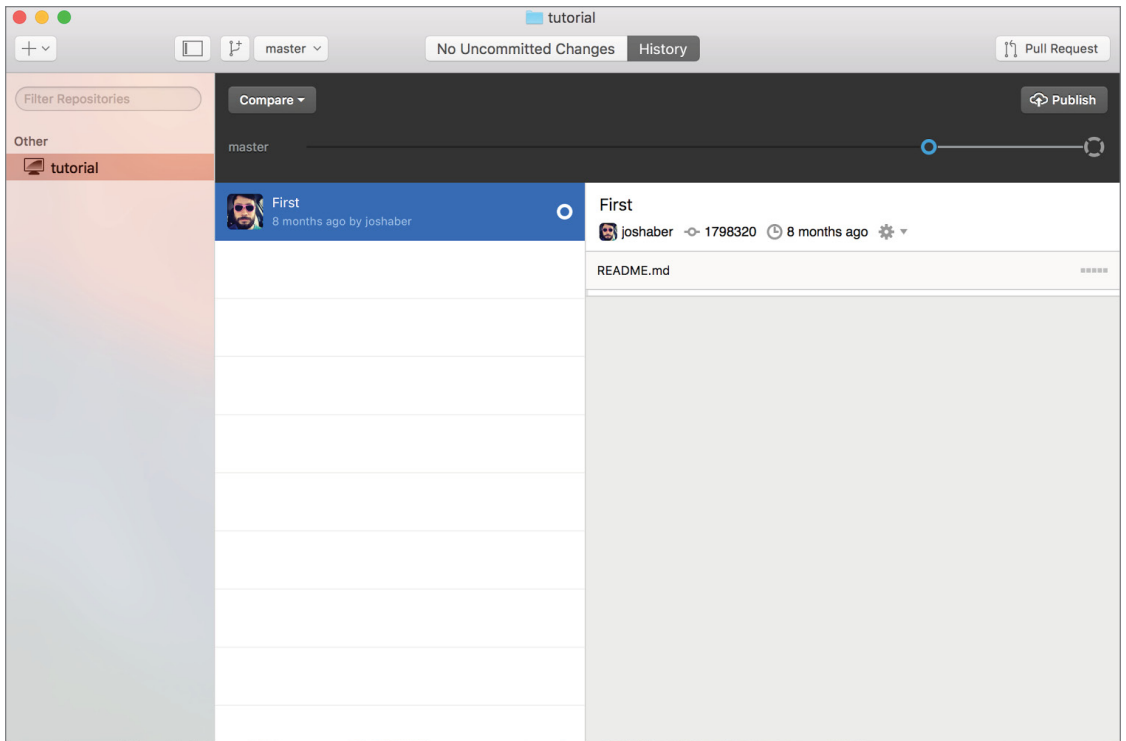 tutorial
master
No Uncommitted Changes
History
Pull Request
Filter Repositories
Compare
Publish
Other
master
tutorial
First
8 months ago by joshaber
First
joshaber 1798320 8 months ago
README.md